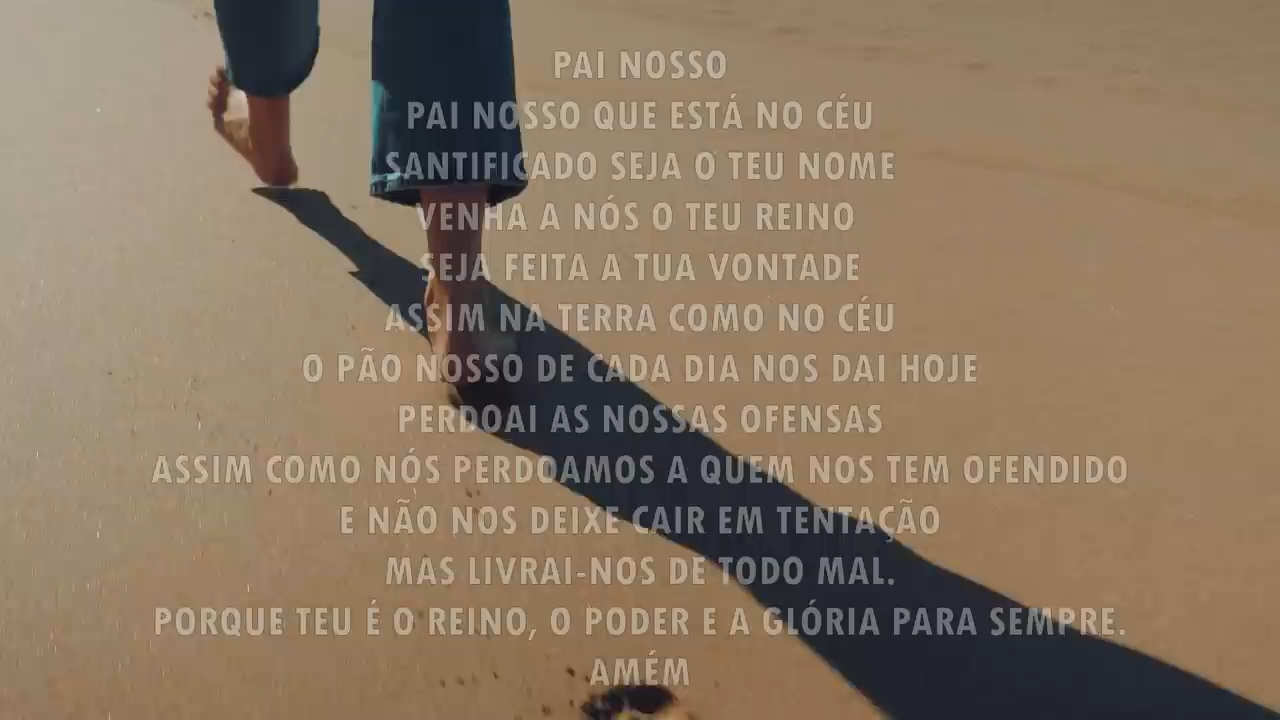 PAI NOSSO
PAI NOSSO QUE ESTÁ NO CÉU
SANTIFICADO SEJA O TEU NOME
VENHA A NÓS O TEU REINO
SEJA FEITA A TUA VONTADE
ASSIM NA TERRA COMO NO CÉU
O PÃO NOSSO DE CADA DIA NOS DAI HOJE
PERDOAI AS NOSSAS OFENSAS
ASSIM COMO NÓS PERDOAMOS A QUEM NOS TEM OFENDIDO
E NÃO NOS DEIXE CAIR EM TENTAÇÃO
MAS LIVRAI-NOS DE TODO MAL.
PORQUE TEU É O REINO, O PODER E A GLÓRIA PARA SEMPRE.
AMÉM